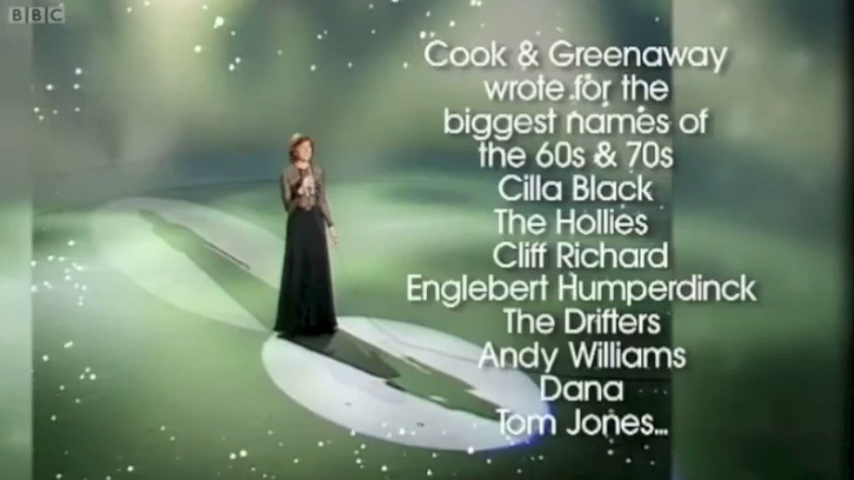 BBC
Cook & Greenaway
wrote for the
biggest names of
the 60s & 70s
Cilla Black
The Hollies
Cliff Richard
Englebert Humperdinck
The Drifters
Andy Williams
Dana
Tom Jones...